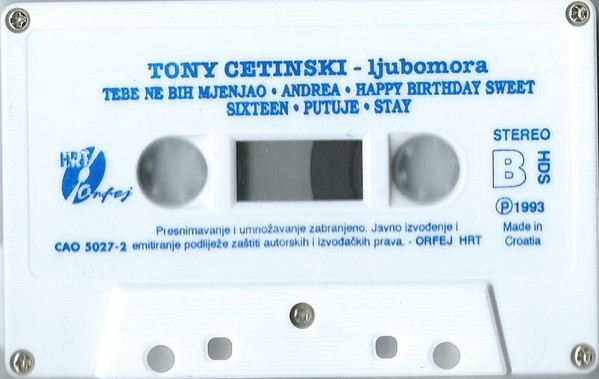 TONY CETINSKI - ljubomora
TEBE NE BIH MJENJAO • ANDREA • HAPPY BIRTHDAY SWEET
SIXTEEN • PUTUJE • STAY
STEREO
B HDS
HRT
Orfej
Ⓟ1993
Made in
Croatia
Presnimavanje i umnožavanje zabranjeno. Javno izvođenje i
CAO 5027-2 emitiranje podliježe zaštiti autorskih i izvođačkih prava. - ORFEJ HRT